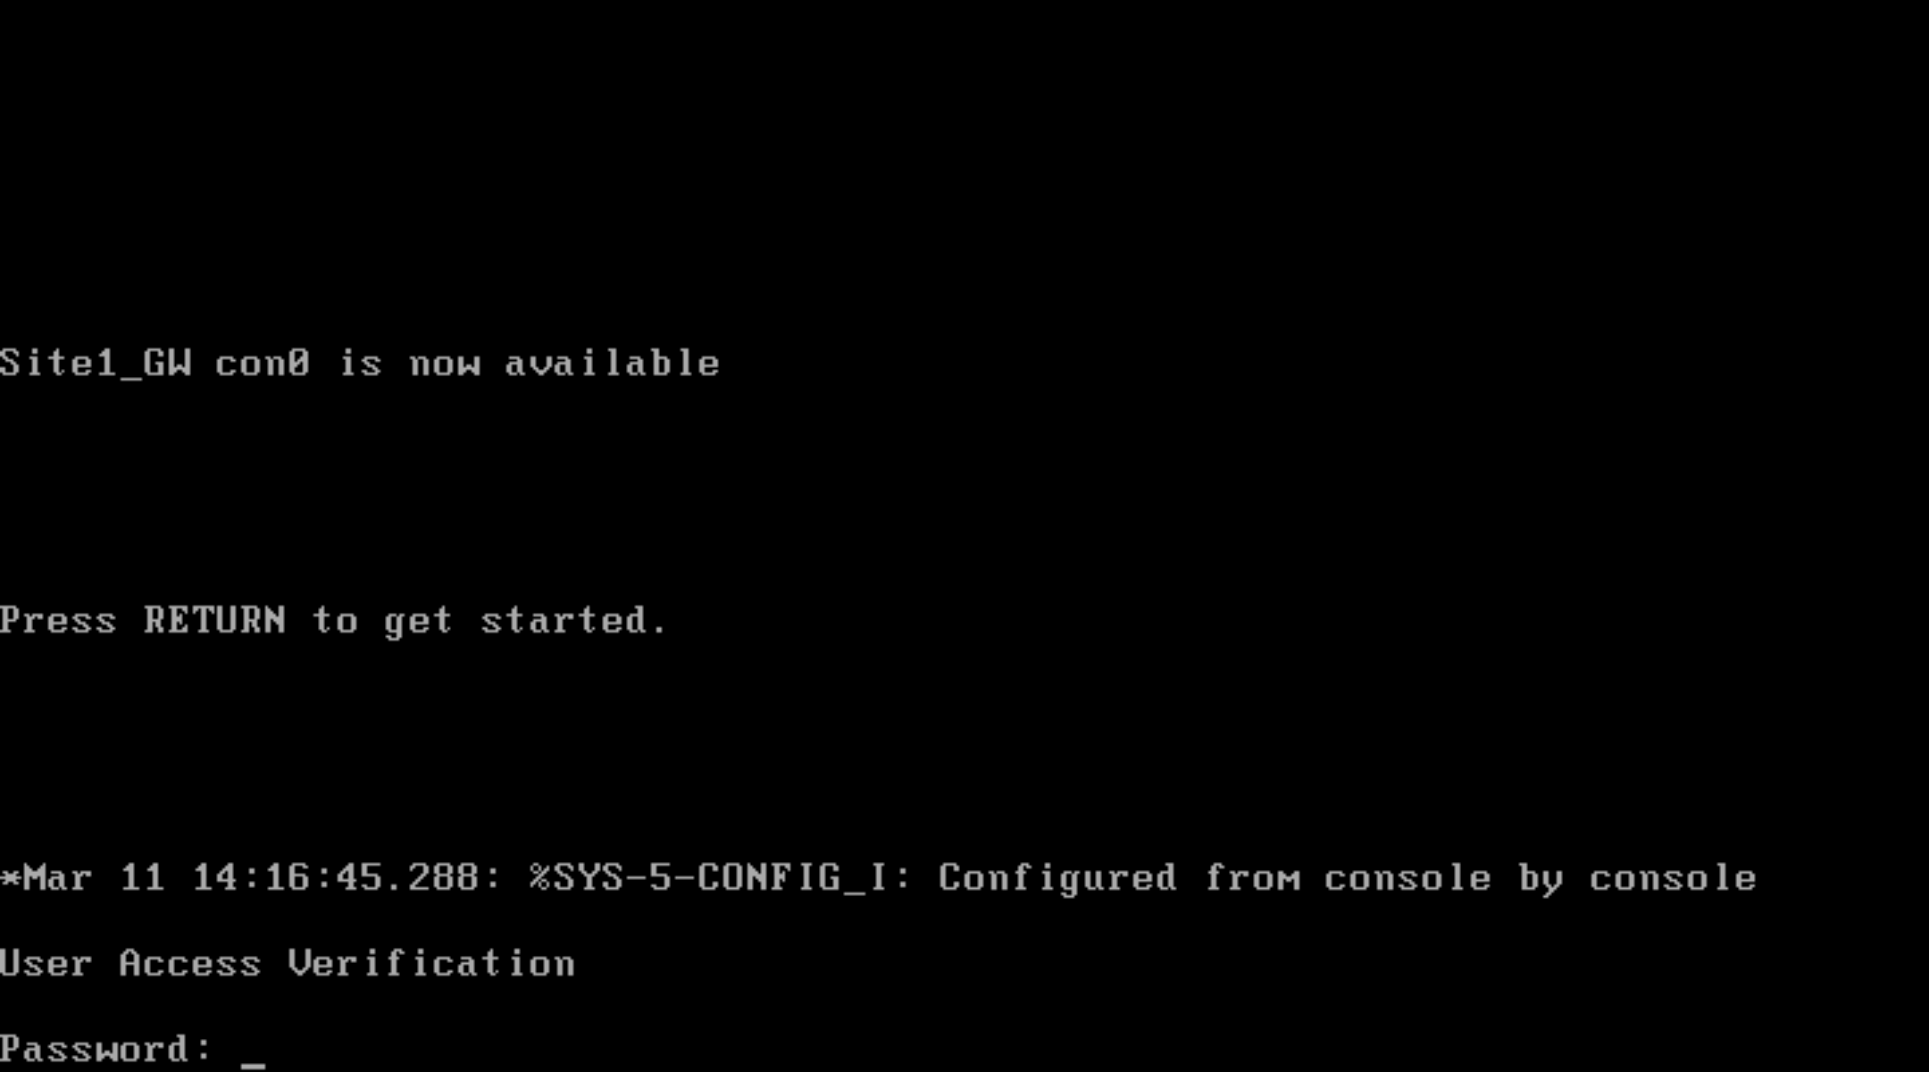 Site1_GW con0 is now available
Press RETURN to get started.
*Mar 11 14:16:45.288: %SYS-5-CONFIG_I: Configured from console by console
User Access Verification
Password: _